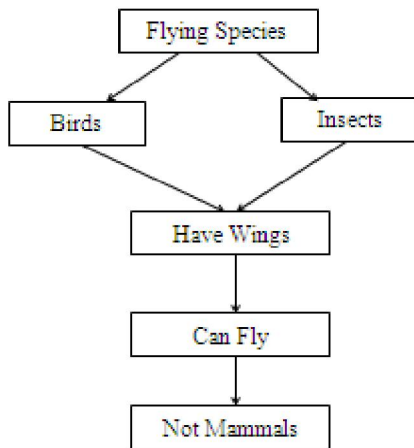 Flying Species
Birds
Insects
Have Wings
Can Fly
Not Mammals